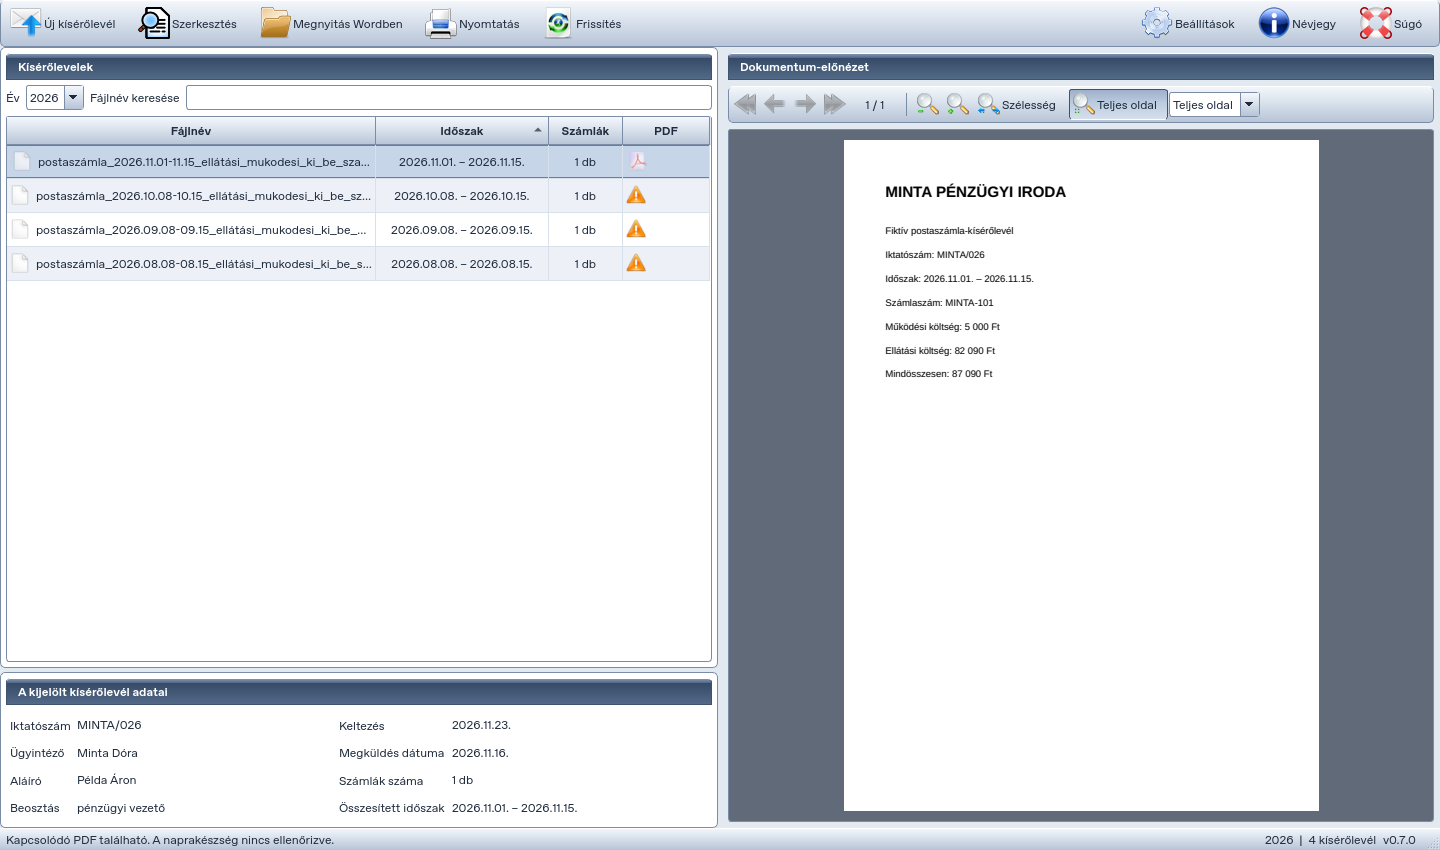 Új kísérőlevél Szerkesztés Megnyitás Wordben Nyomtatás Frissítés Beállítások Névjegy Súgó
Kísérőlevelek
Év 2026 Fájlnév keresése
Fájlnév Időszak Számlák PDF
postaszámla_2026.11.01-11.15_ellátási_mukodesi_ki_be_sza... 2026.11.01. – 2026.11.15. 1 db
postaszámla_2026.10.08-10.15_ellátási_mukodesi_ki_be_sz... 2026.10.08. – 2026.10.15. 1 db
postaszámla_2026.09.08-09.15_ellátási_mukodesi_ki_be_... 2026.09.08. – 2026.09.15. 1 db
postaszámla_2026.08.08-08.15_ellátási_mukodesi_ki_be_s... 2026.08.08. – 2026.08.15. 1 db
A kijelölt kísérőlevél adatai
Iktatószám MINTA/026 Keltezés 2026.11.23.
Ügyintéző Minta Dóra Megküldés dátuma 2026.11.16.
Aláíró Példa Áron Számlák száma 1 db
Beosztás pénzügyi vezető Összesített időszak 2026.11.01. – 2026.11.15.
Dokumentum-előnézet
1 / 1 Szélesség Teljes oldal Teljes oldal
MINTA PÉNZÜGYI IRODA
Fiktív postaszámla-kísérőlevél
Iktatószám: MINTA/026
Időszak: 2026.11.01. – 2026.11.15.
Számlaszám: MINTA-101
Működési költség: 5 000 Ft
Ellátási költség: 82 090 Ft
Mindösszesen: 87 090 Ft
Kapcsolódó PDF található. A naprakészség nincs ellenőrizve. 2026 | 4 kísérőlevél v0.7.0